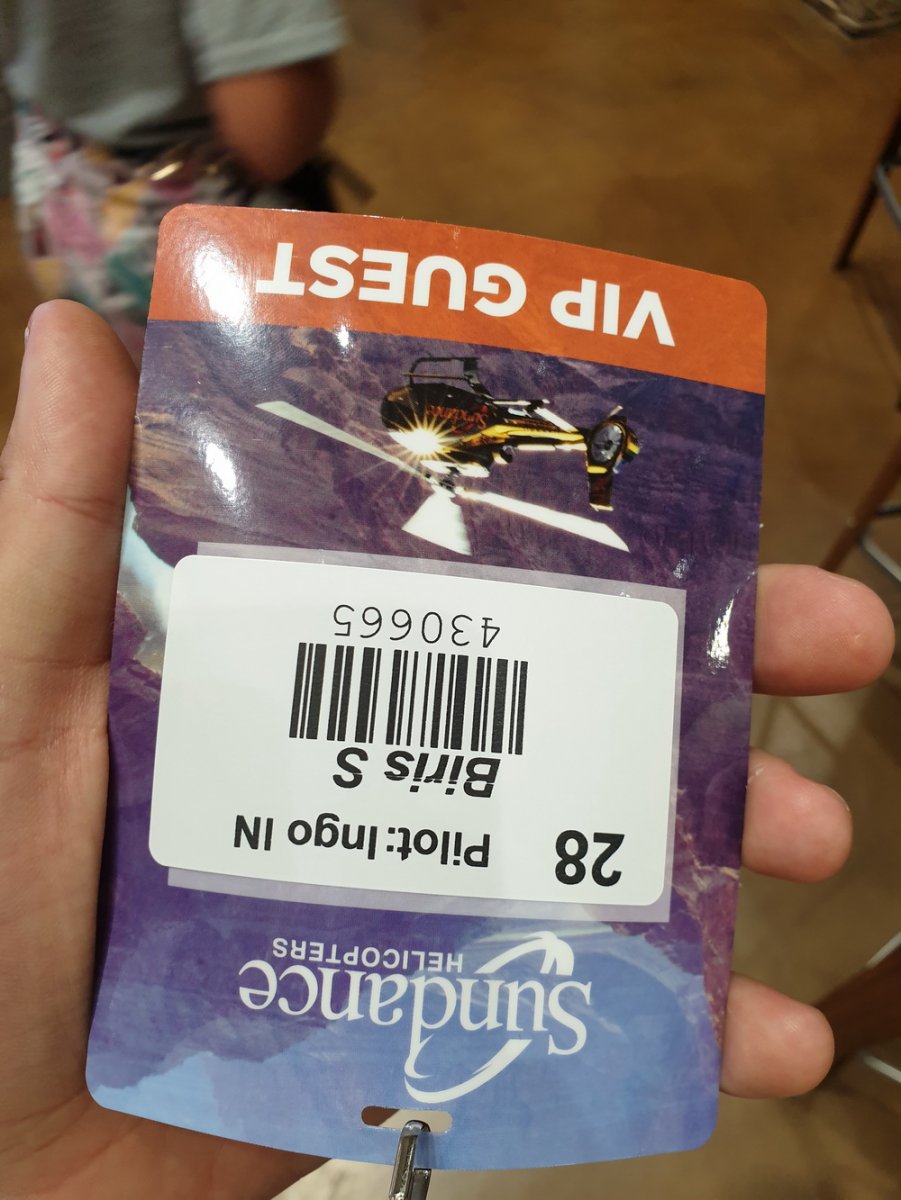 Sundance
HELICOPTERS
28 Pilot: Ingo IN
Biris S
430665
VIP GUEST